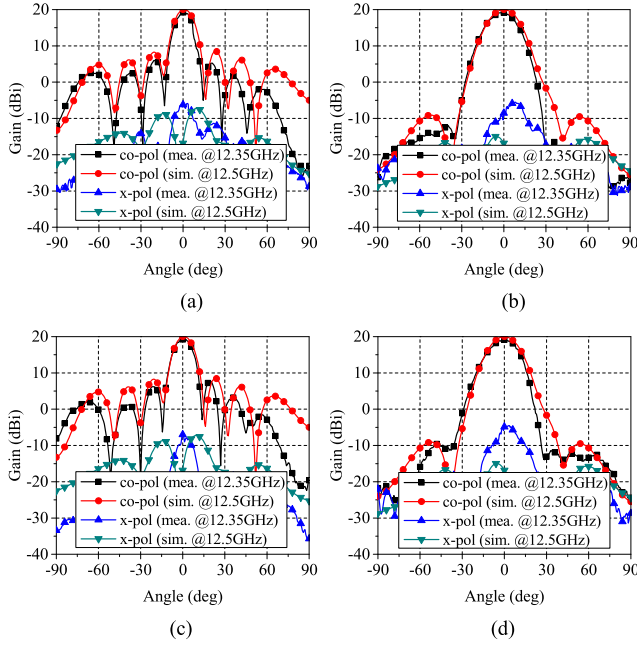 20
10
0
-10
-20
-30
-40
Gain (dBi)
co-pol (mea. @12.35GHz)
co-pol (sim. @12.5GHz)
x-pol (mea. @12.35GHz)
x-pol (sim. @12.5GHz)
-90 -60 -30 0 30 60 90
Angle (deg)
(a)
20
10
0
-10
-20
-30
-40
Gain (dBi)
co-pol (mea. @12.35GHz)
co-pol (sim. @12.5GHz)
x-pol (mea. @12.35GHz)
x-pol (sim. @12.5GHz)
-90 -60 -30 0 30 60 90
Angle (deg)
(b)
20
10
0
-10
-20
-30
-40
Gain (dBi)
co-pol (mea. @12.35GHz)
co-pol (sim. @12.5GHz)
x-pol (mea. @12.35GHz)
x-pol (sim. @12.5GHz)
-90 -60 -30 0 30 60 90
Angle (deg)
(c)
20
10
0
-10
-20
-30
-40
Gain (dBi)
co-pol (mea. @12.35GHz)
co-pol (sim. @12.5GHz)
x-pol (mea. @12.35GHz)
x-pol (sim. @12.5GHz)
-90 -60 -30 0 30 60 90
Angle (deg)
(d)